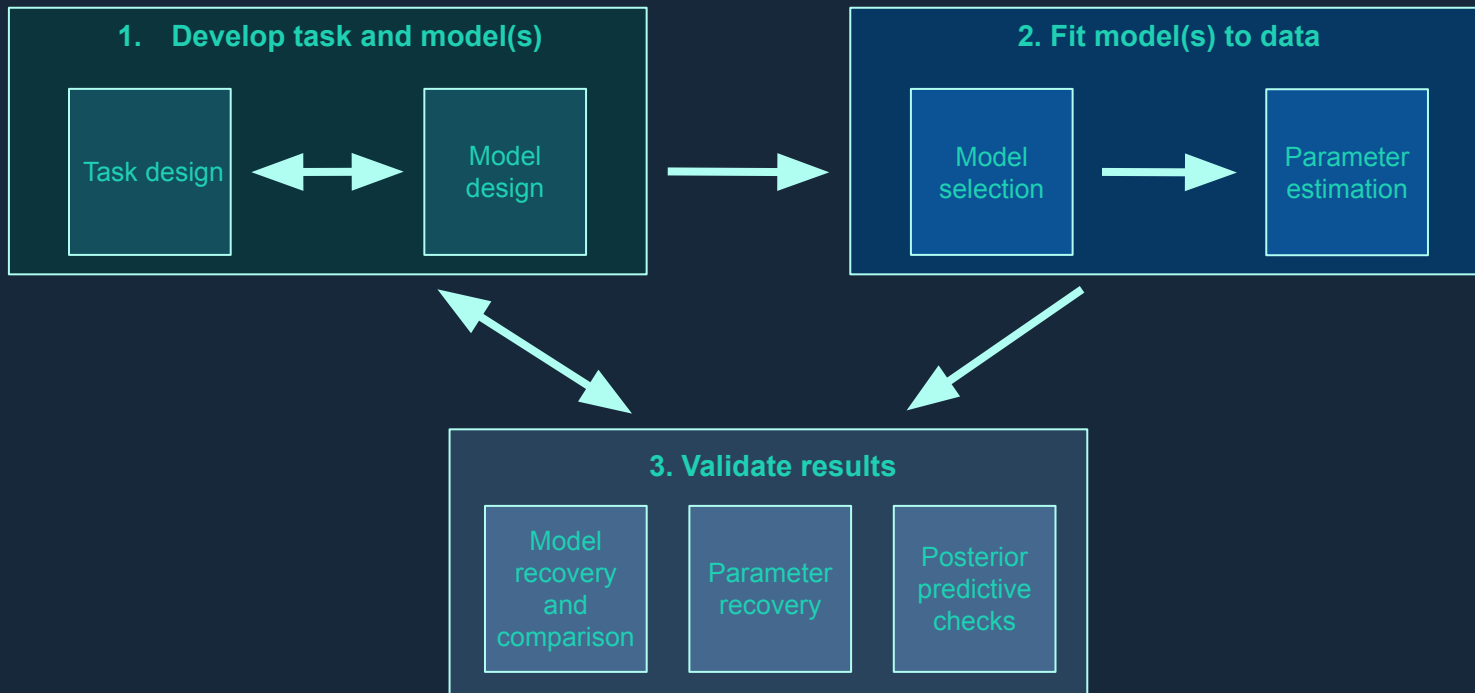 1. Develop task and model(s)
Task design
Model
design
2. Fit model(s) to data
Model
selection
Parameter
estimation
3. Validate results
Model
recovery
and
comparison
Parameter
recovery
Posterior
predictive
checks